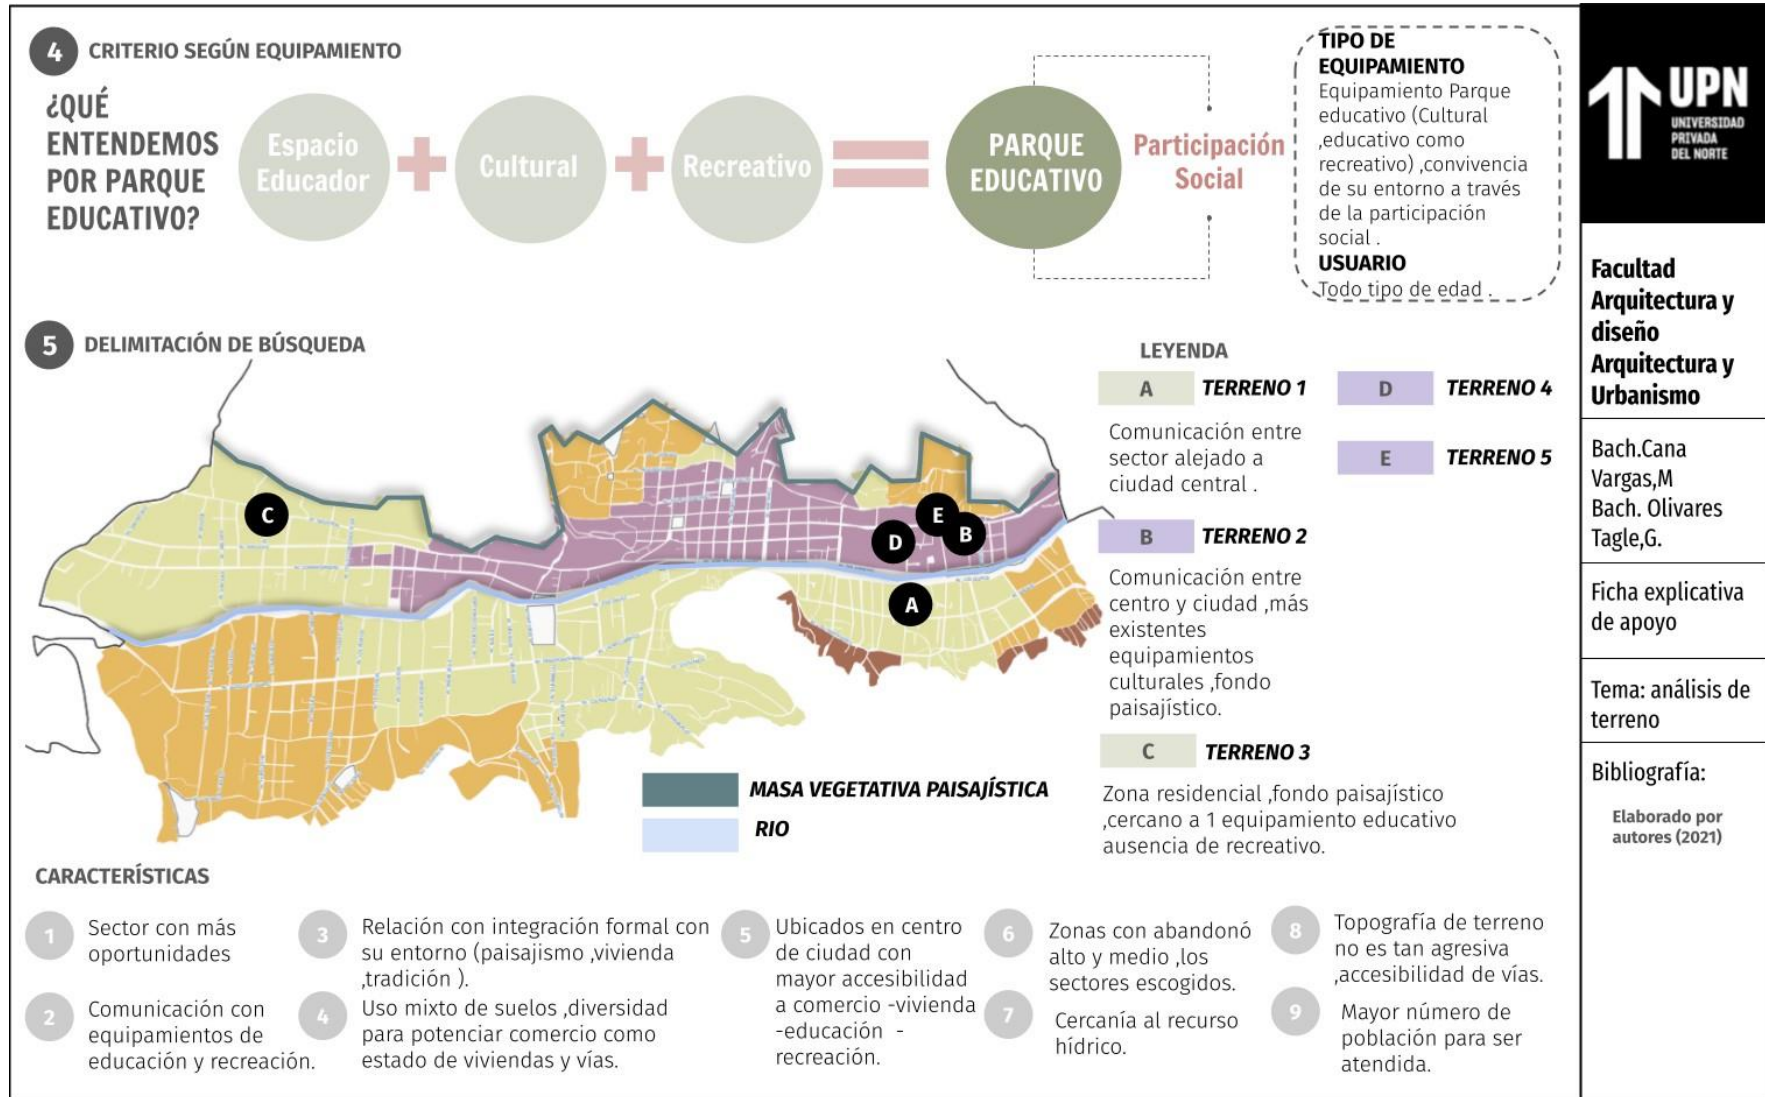 4 CRITERIO SEGÚN EQUIPAMIENTO
¿QUÉ
ENTENDEMOS
POR PARQUE
EDUCATIVO?
Espacio
Educador
+
Cultural
+
Recreativo
=
PARQUE
EDUCATIVO
Participación
Social
TIPO DE
EQUIPAMIENTO
Equipamiento Parque
educativo (Cultural
,educativo como
recreativo) ,convivencia
de su entorno a través
de la participación
social .
USUARIO
Todo tipo de edad .
5 DELIMITACIÓN DE BÚSQUEDA
C
E
B
D
A
LEYENDA
A TERRENO 1
Comunicación entre
sector alejado a
ciudad central .
D TERRENO 4
E TERRENO 5
B TERRENO 2
Comunicación entre
centro y ciudad ,más
existentes
equipamientos
culturales ,fondo
paisajístico.
C TERRENO 3
Zona residencial ,fondo paisajístico
,cercano a 1 equipamiento educativo
ausencia de recreativo.
MASA VEGETATIVA PAISAJÍSTICA
RIO
CARACTERÍSTICAS
1 Sector con más
oportunidades
2 Comunicación con
equipamientos de
educación y recreación.
3 Relación con integración formal con
su entorno (paisajismo ,vivienda
,tradición ).
4 Uso mixto de suelos ,diversidad
para potenciar comercio como
estado de viviendas y vías.
5 Ubicados en centro
de ciudad con
mayor accesibilidad
a comercio -vivienda
-educación -
recreación.
6 Zonas con abandonó
alto y medio ,los
sectores escogidos.
7 Cercanía al recurso
hídrico.
8 Topografía de terreno
no es tan agresiva
,accesibilidad de vías.
9 Mayor número de
población para ser
atendida.
UPN
UNIVERSIDAD
PRIVADA
DEL NORTE
Facultad
Arquitectura y
diseño
Arquitectura y
Urbanismo
Bach.Cana
Vargas,M
Bach. Olivares
Tagle,G.
Ficha explicativa
de apoyo
Tema: análisis de
terreno
Bibliografía:
Elaborado por
autores (2021)